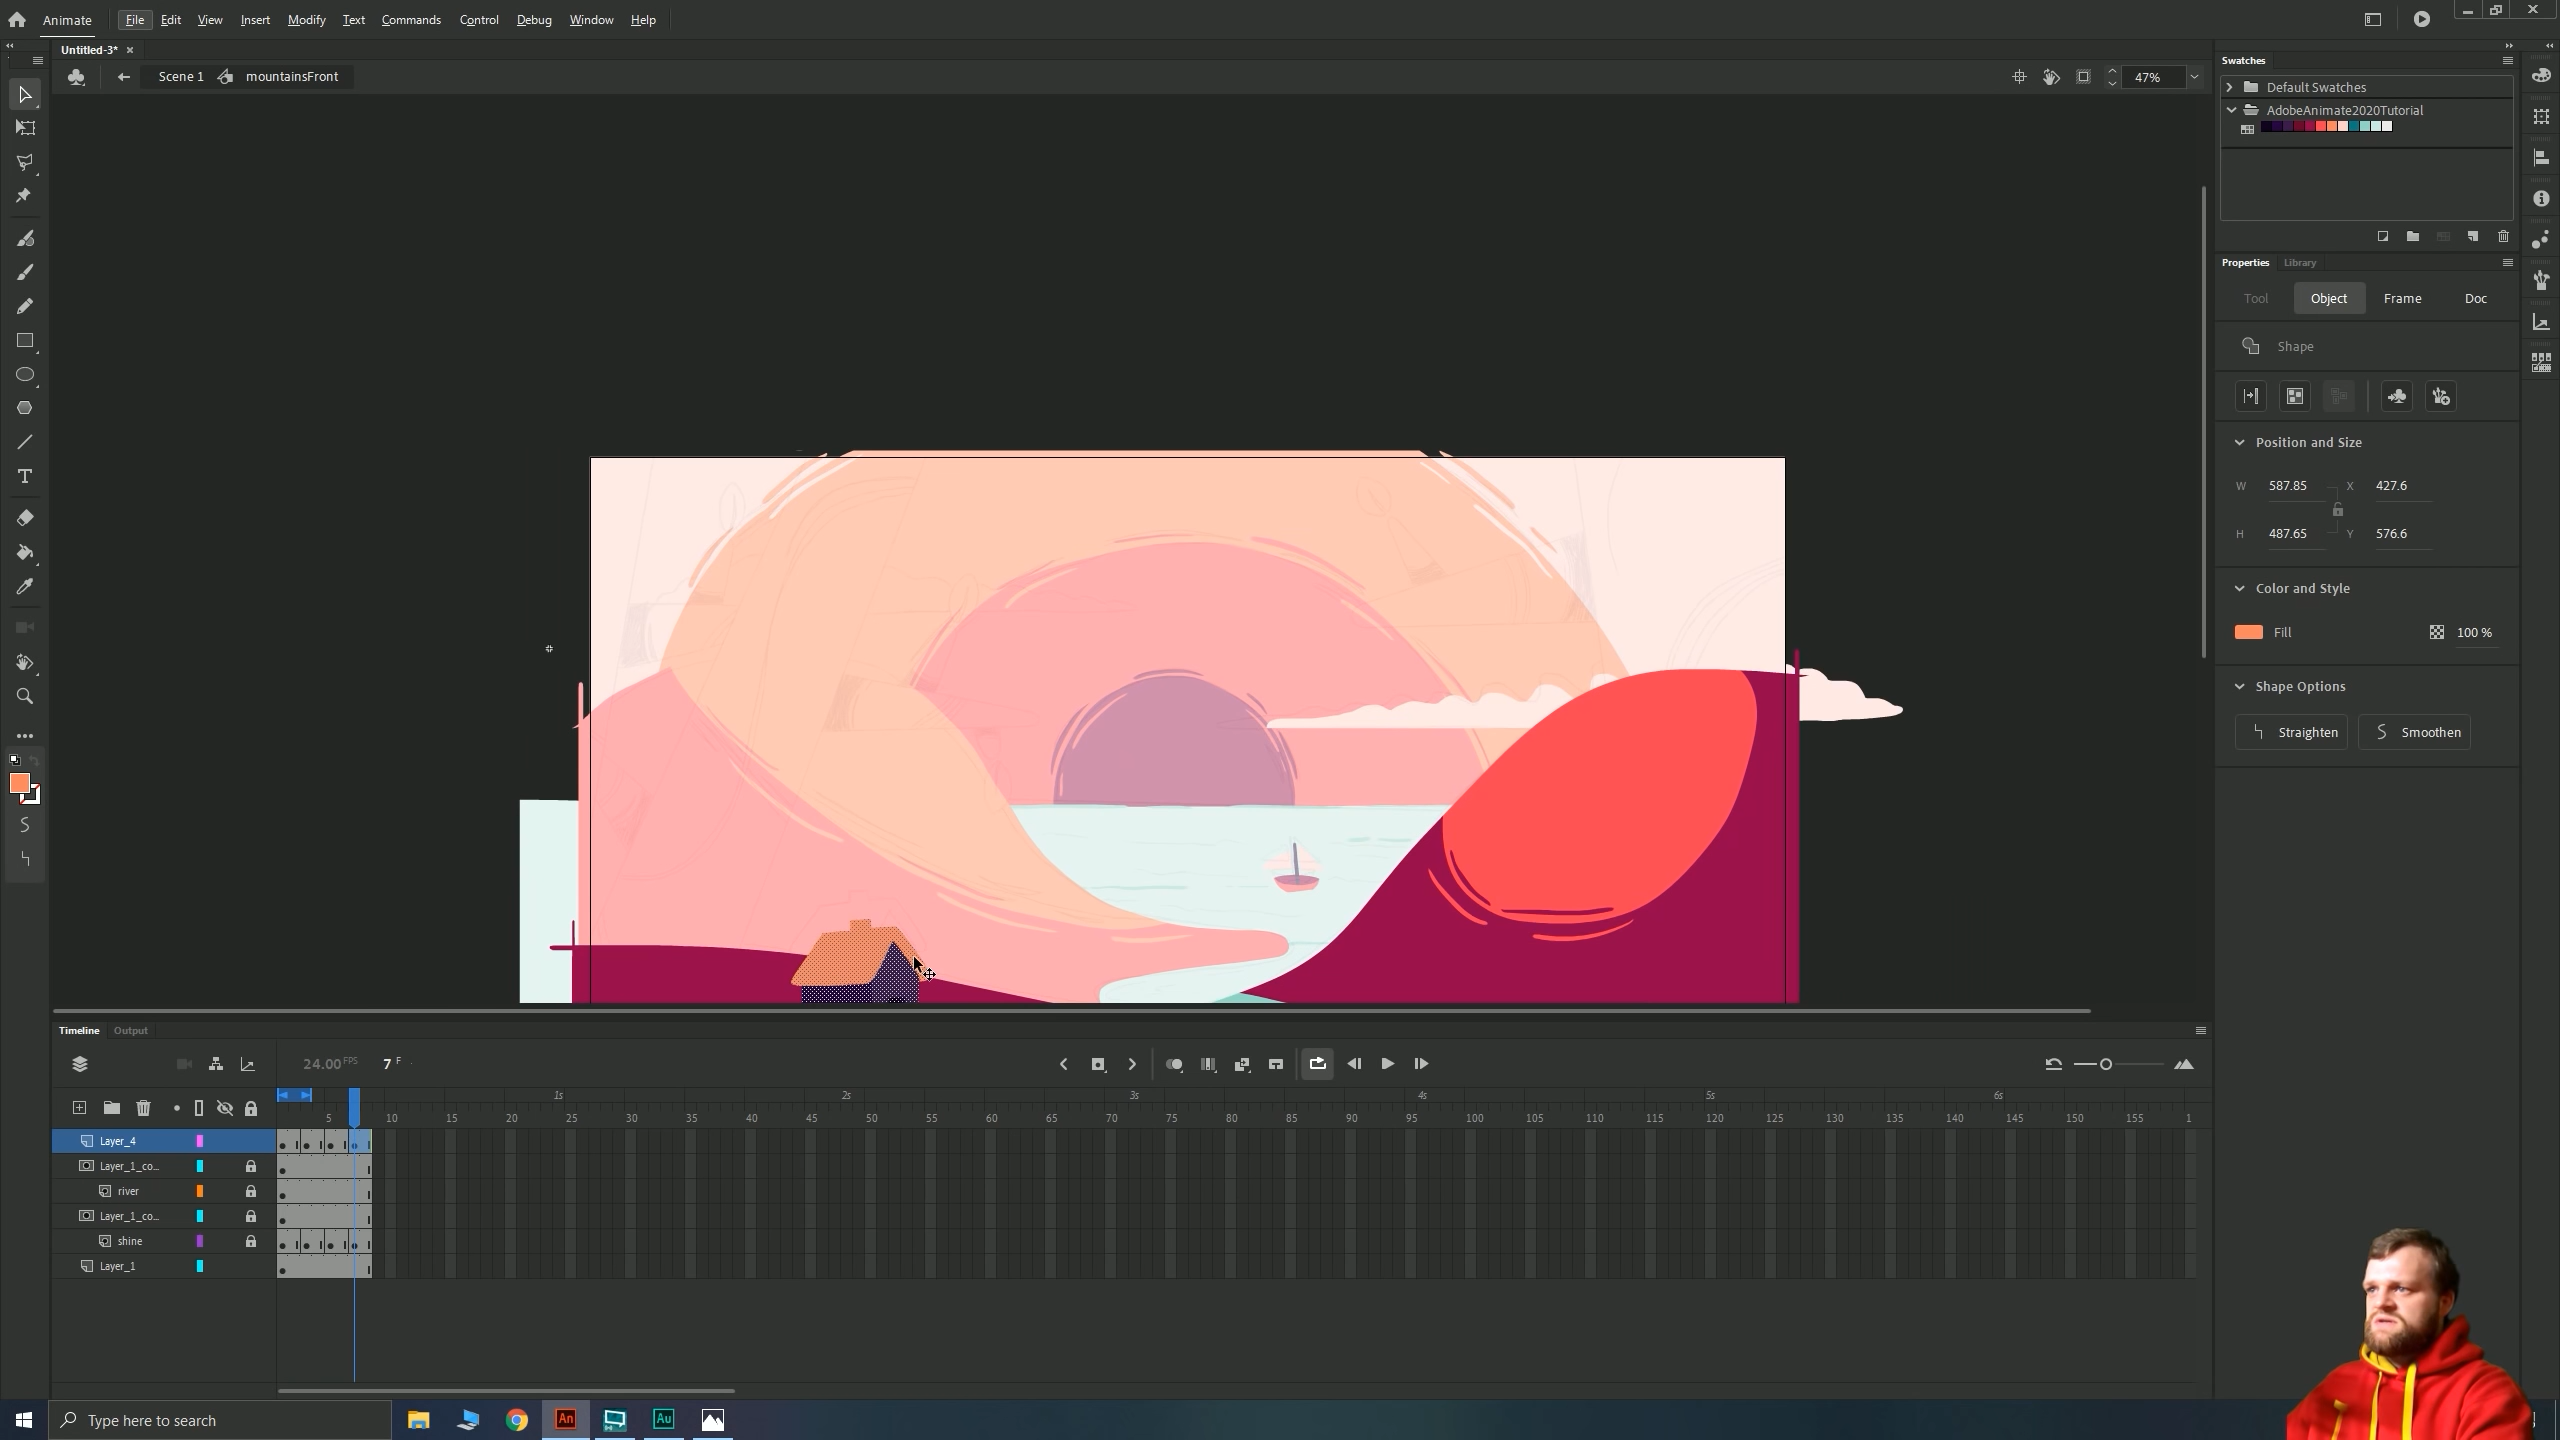 Animate File Edit View Insert Modify Text Commands Control Debug Window Help
Untitled-3*
Scene 1 mountainsFront
47%
Swatches
Default Swatches
AdobeAnimate2020Tutorial
Properties Library
Tool Object Frame Doc
Shape
Position and Size
W 587.85 X 427.6
H 487.65 Y 576.6
Color and Style
Fill 100 %
Shape Options
Straighten Smoothen
Timeline Output
24.00 FPS 7 F
1s 2s 3s 4s 5s 6s
5 10 15 20 25 30 35 40 45 50 55 60 65 70 75 80 85 90 95 100 105 110 115 120 125 130 135 140 145 150 155 1
Layer_4
Layer_1_co...
river
Layer_1_co...
shine
Layer_1
Type here to search
An
Au